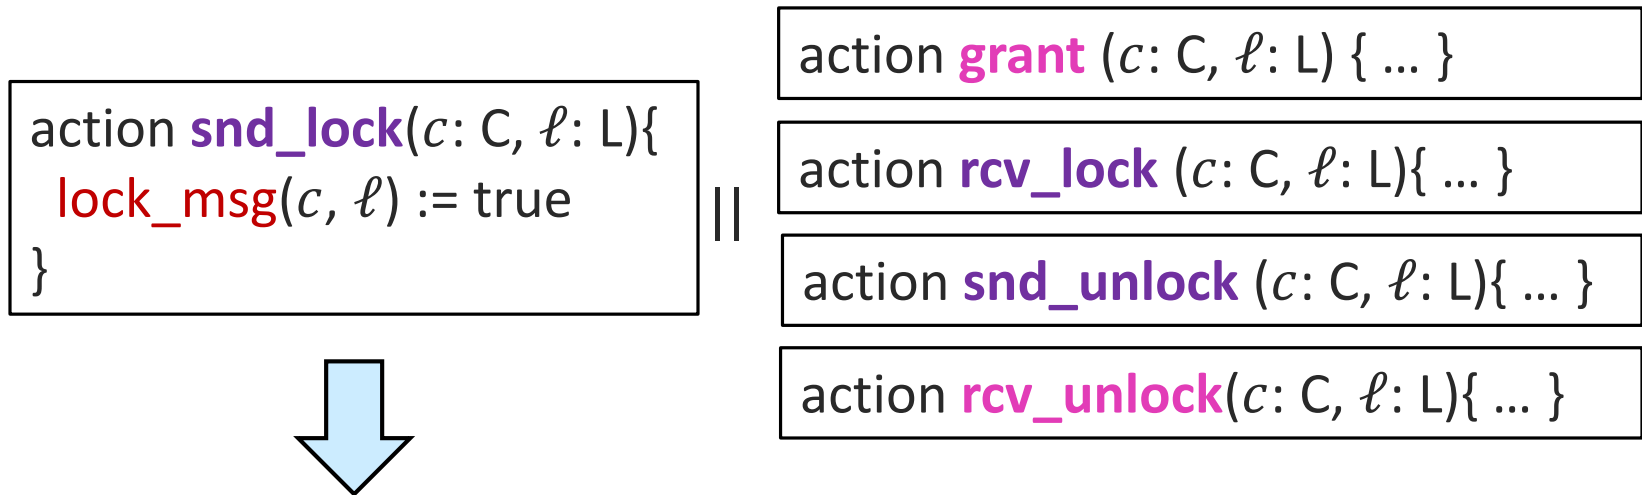 action snd_lock(c: C, ℓ: L){
lock_msg(c, ℓ) := true
}
||
action grant (c: C, ℓ: L) { … }
action rcv_lock (c: C, ℓ: L){ … }
action snd_unlock (c: C, ℓ: L){ … }
action rcv_unlock(c: C, ℓ: L){ … }